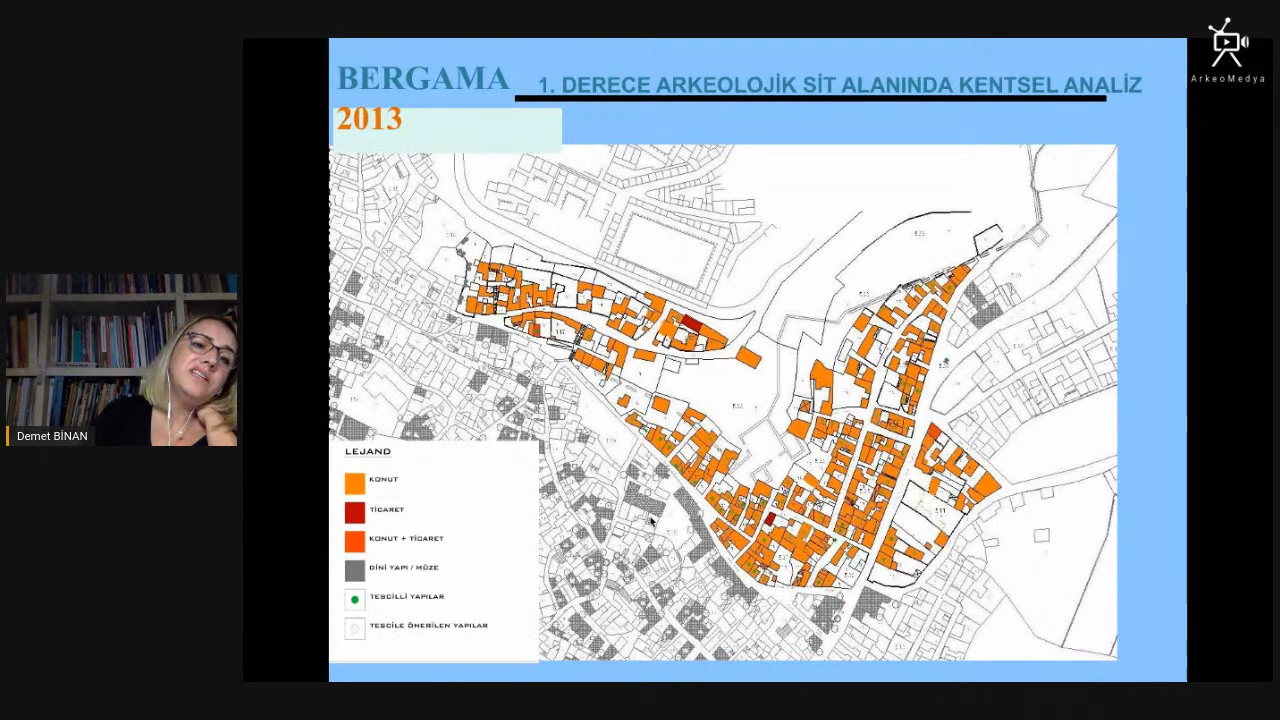 ArkeoMedya
BERGAMA
1. DERECE ARKEOLOJİK SİT ALANINDA KENTSEL ANALİZ
2013
Demet BİNAN
LEJAND
KONUT
TİCARET
KONUT + TİCARET
DİNİ YAPI / MÜZE
TESCİLLİ YAPILAR
TESCİLE ÖNERİLEN YAPILAR